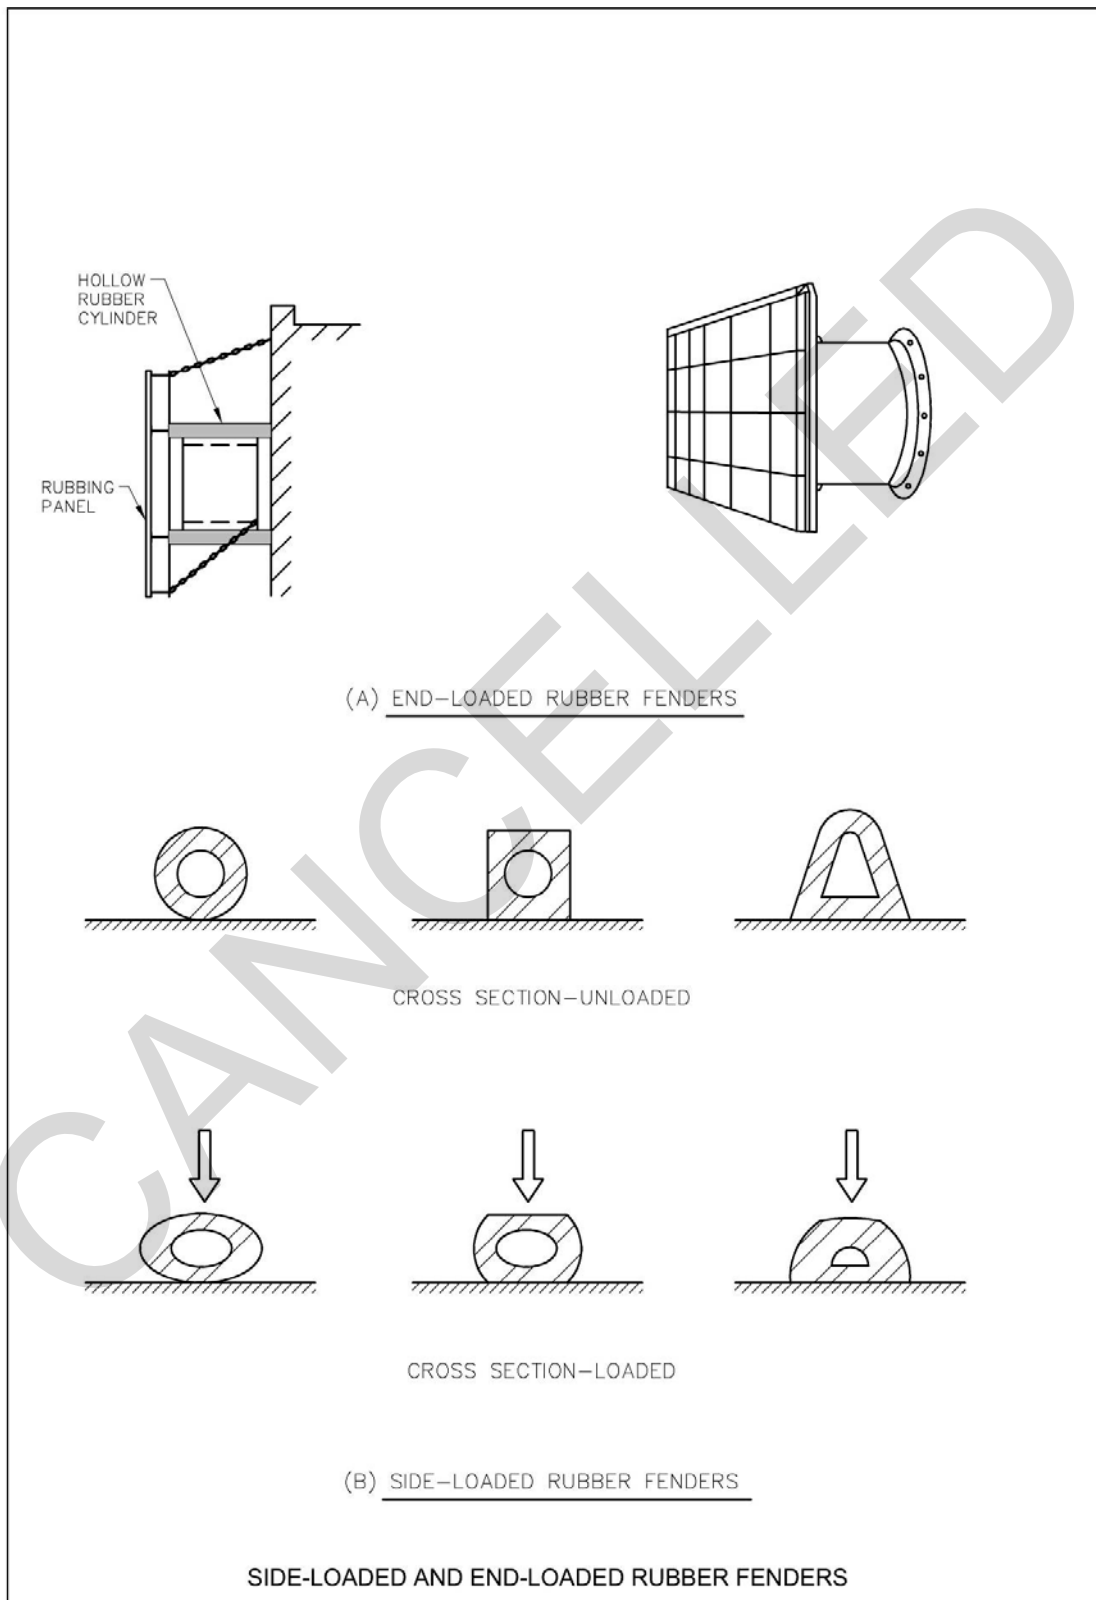 HOLLOW
RUBBER
CYLINDER
RUBBING
PANEL
(A) END-LOADED RUBBER FENDERS
CROSS SECTION-UNLOADED
CROSS SECTION-LOADED
(B) SIDE-LOADED RUBBER FENDERS
SIDE-LOADED AND END-LOADED RUBBER FENDERS
CANCELLED